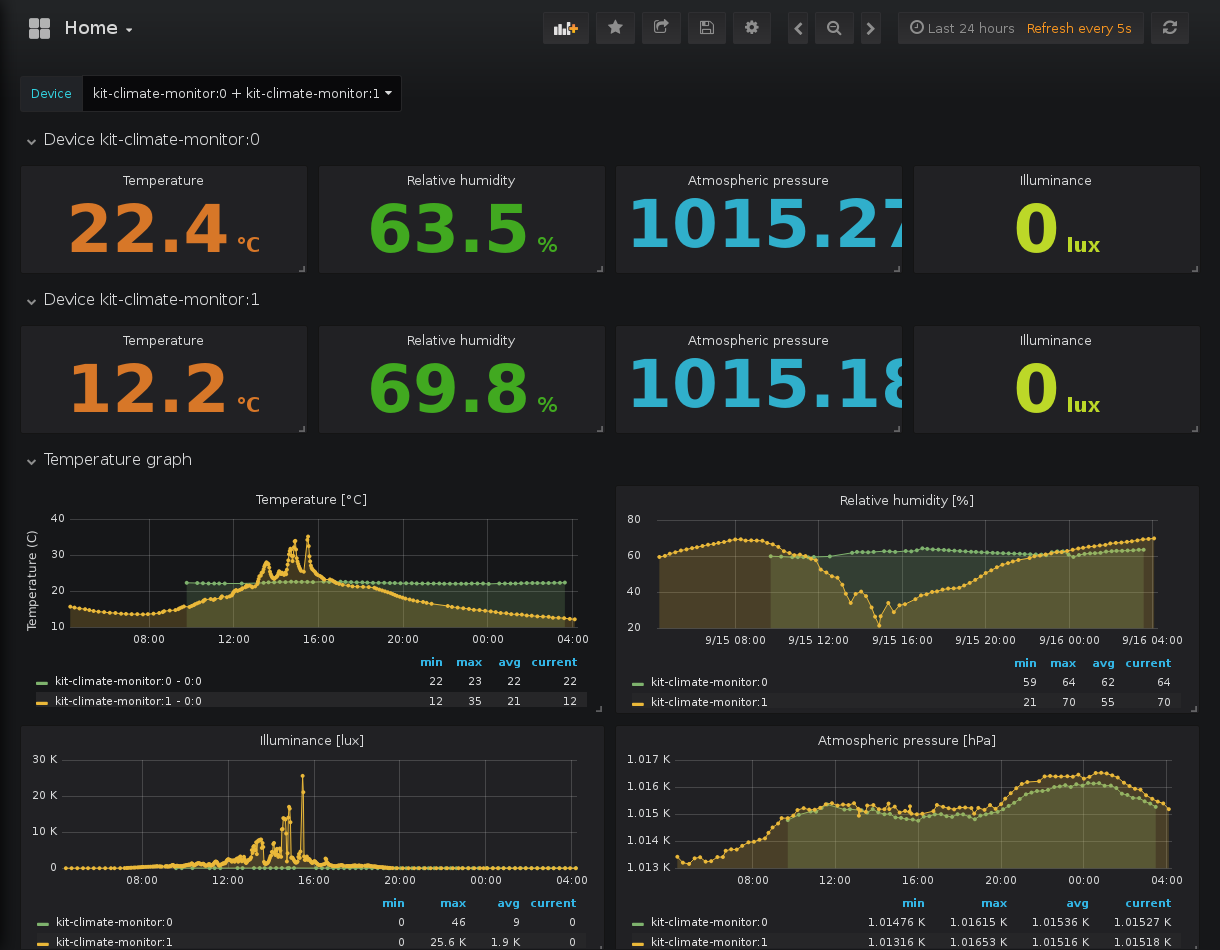 Home
Last 24 hours Refresh every 5s
Device kit-climate-monitor:0 + kit-climate-monitor:1
Device kit-climate-monitor:0
Temperature Relative humidity Atmospheric pressure Illuminance
22.4 °C 63.5 % 1015.27 0 lux
Device kit-climate-monitor:1
Temperature Relative humidity Atmospheric pressure Illuminance
12.2 °C 69.8 % 1015.18 0 lux
Temperature graph
Temperature [°C]
Temperature (C)
40
30
20
10
08:00 12:00 16:00 20:00 00:00 04:00
min max avg current
kit-climate-monitor:0 - 0:0 22 23 22 22
kit-climate-monitor:1 - 0:0 12 35 21 12
Relative humidity [%]
80
60
40
20
9/15 08:00 9/15 12:00 9/15 16:00 9/15 20:00 9/16 00:00 9/16 04:00
min max avg current
kit-climate-monitor:0 59 64 62 64
kit-climate-monitor:1 21 70 55 70
Illuminance [lux]
30 K
20 K
10 K
0
08:00 12:00 16:00 20:00 00:00 04:00
min max avg current
kit-climate-monitor:0 0 46 9 0
kit-climate-monitor:1 0 25.6 K 1.9 K 0
Atmospheric pressure [hPa]
1.017 K
1.016 K
1.015 K
1.014 K
1.013 K
08:00 12:00 16:00 20:00 00:00 04:00
min max avg current
kit-climate-monitor:0 1.01476 K 1.01615 K 1.01536 K 1.01527 K
kit-climate-monitor:1 1.01316 K 1.01653 K 1.01516 K 1.01518 K